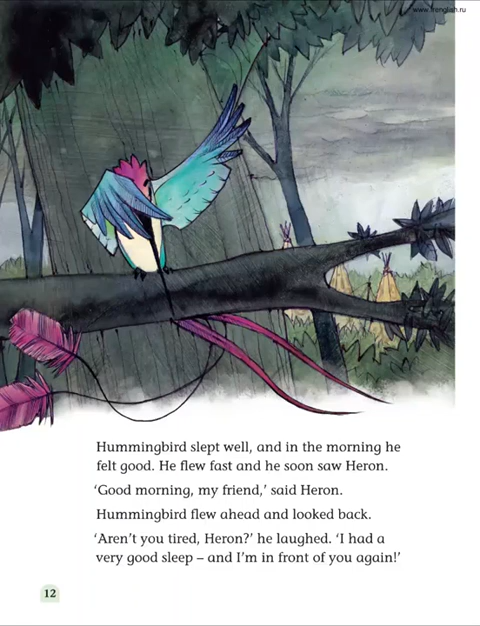 www.frenglish.ru
Hummingbird slept well, and in the morning he
felt good. He flew fast and he soon saw Heron.
‘Good morning, my friend,’ said Heron.
Hummingbird flew ahead and looked back.
‘Aren’t you tired, Heron?’ he laughed. ‘I had a
very good sleep – and I’m in front of you again!’
12